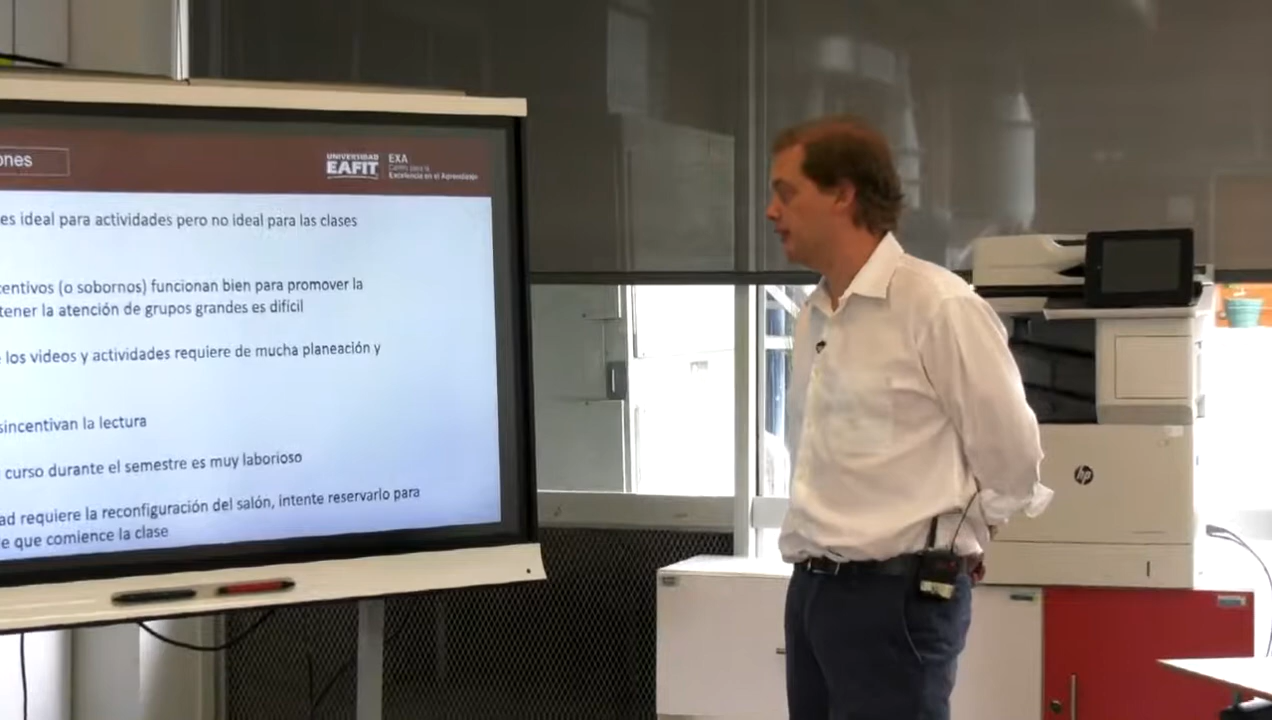 ones
UNIVERSIDAD
EAFIT
EXA
Centro para la
Excelencia en el Aprendizaje
es ideal para actividades pero no ideal para las clases
centivos (o sobornos) funcionan bien para promover la
tener la atención de grupos grandes es difícil
los videos y actividades requiere de mucha planeación y
sincentivan la lectura
curso durante el semestre es muy laborioso
ad requiere la reconfiguración del salón, intente reservarlo para
e que comience la clase
hp